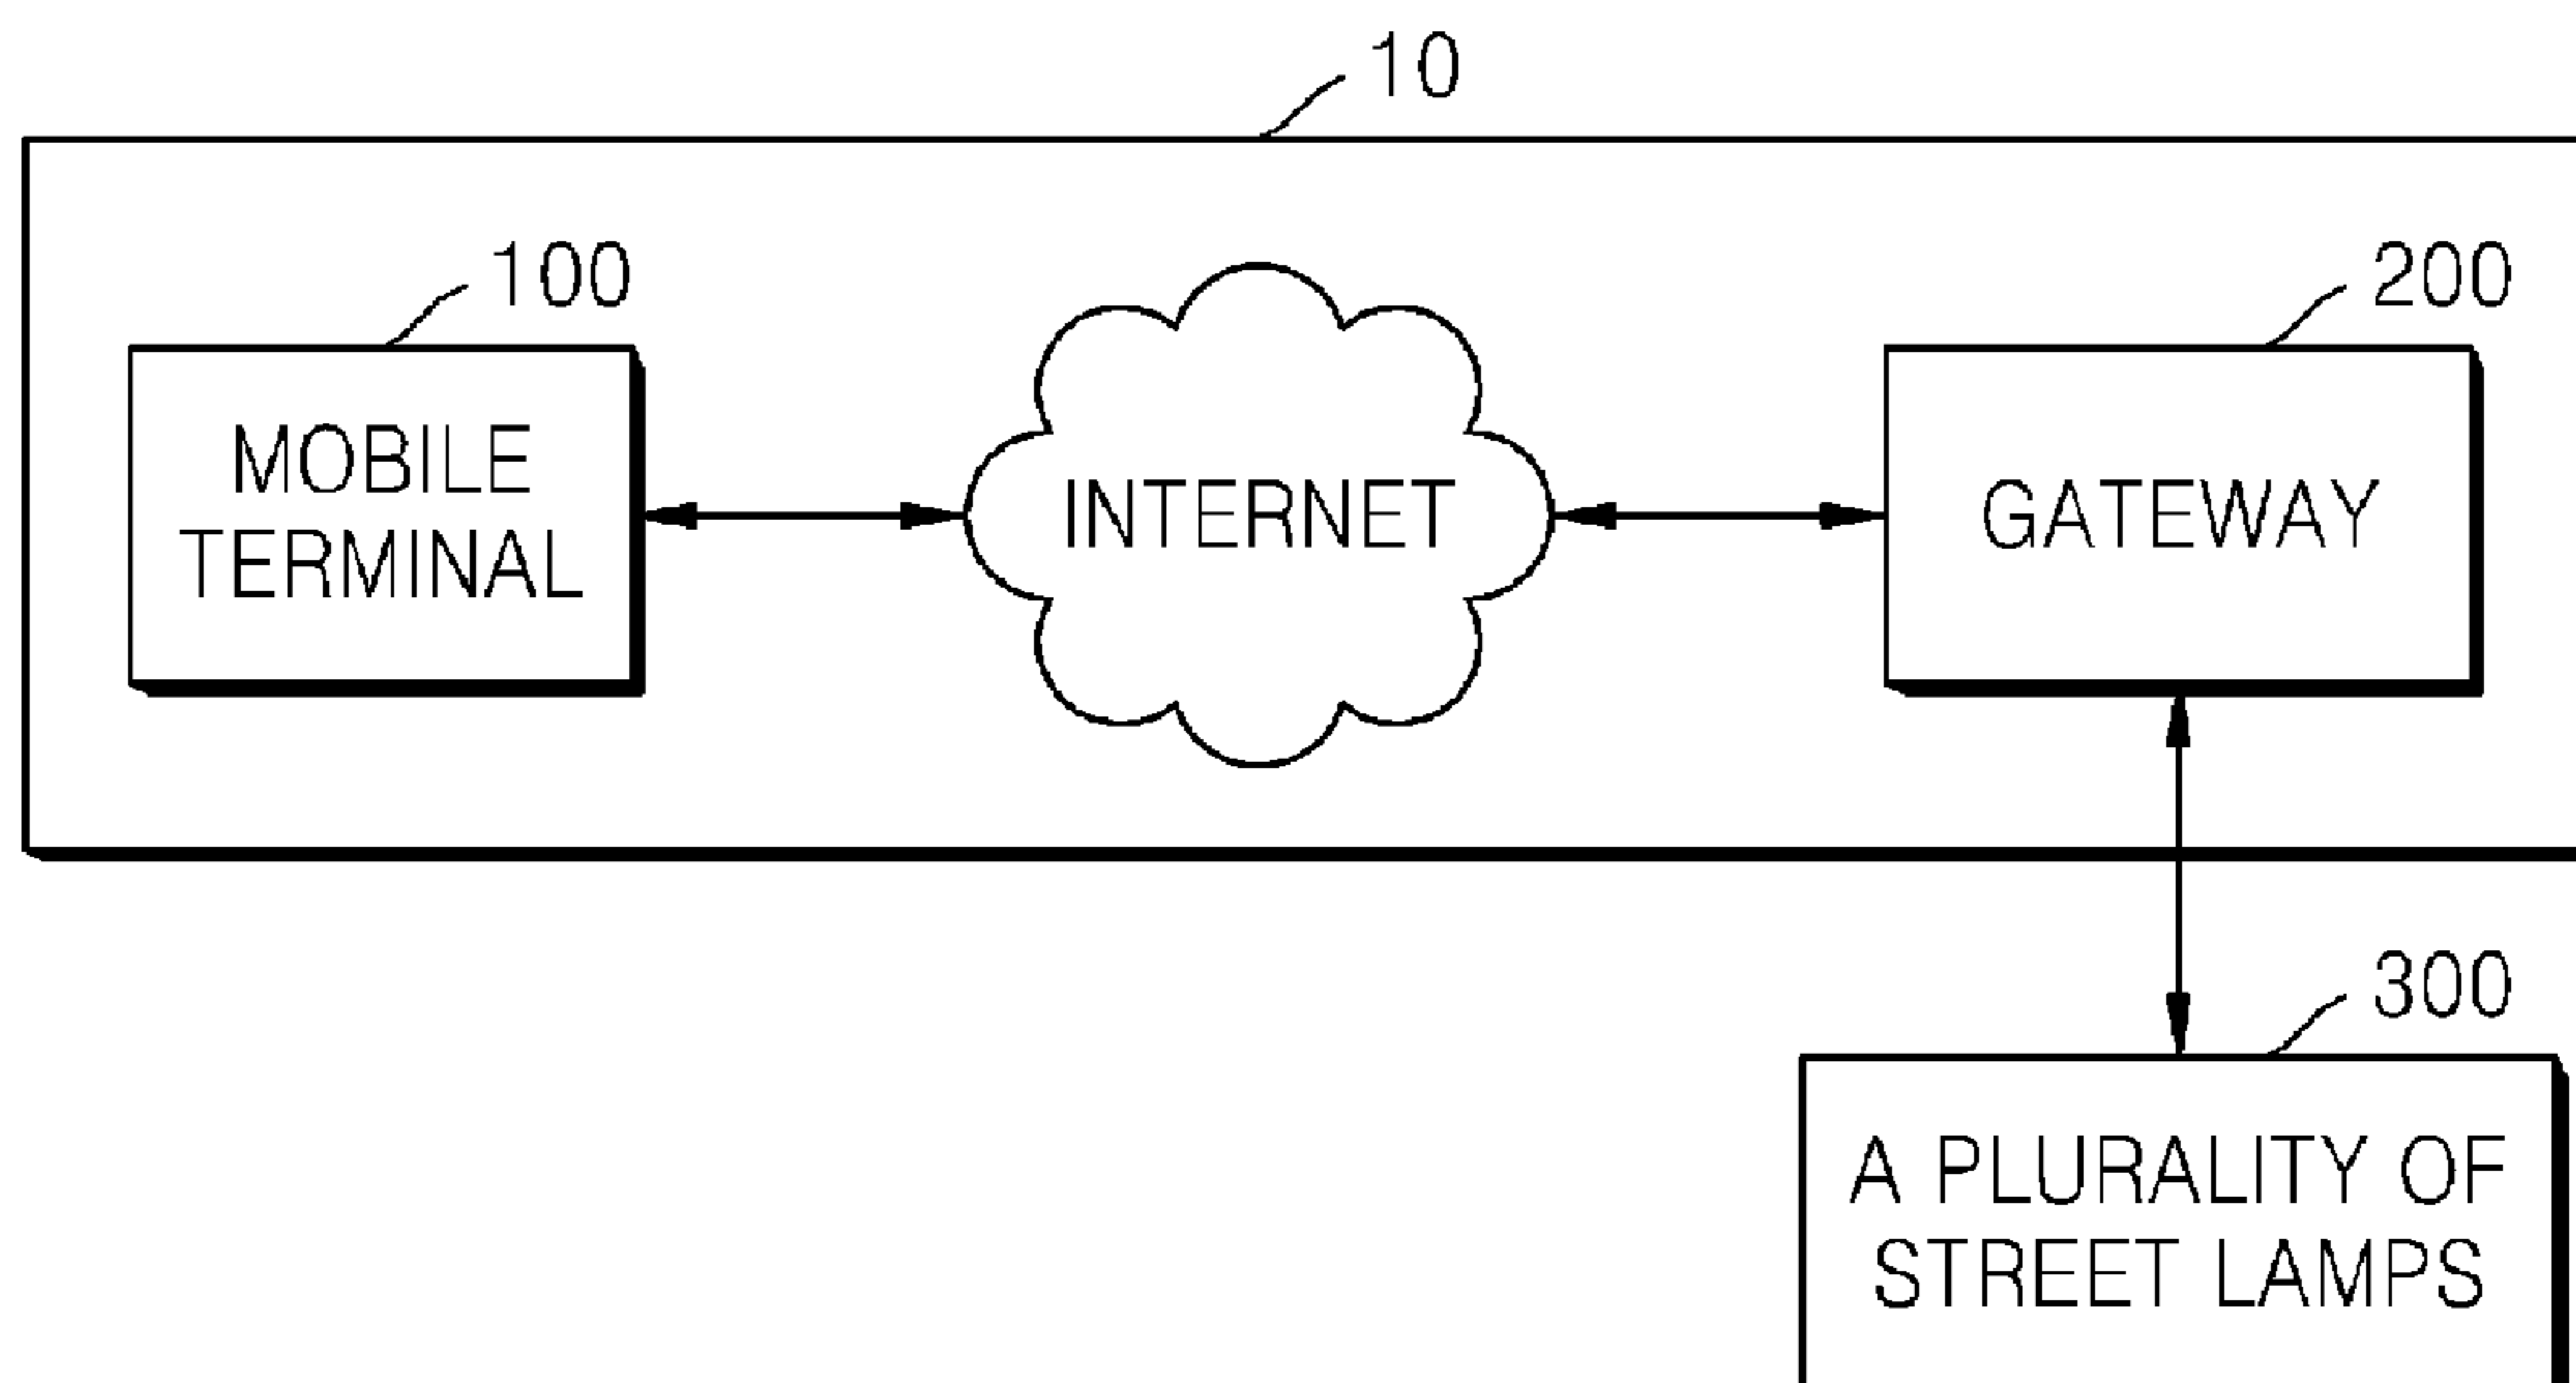 10
100
200
MOBILE
TERMINAL
INTERNET
GATEWAY
300
A PLURALITY OF
STREET LAMPS